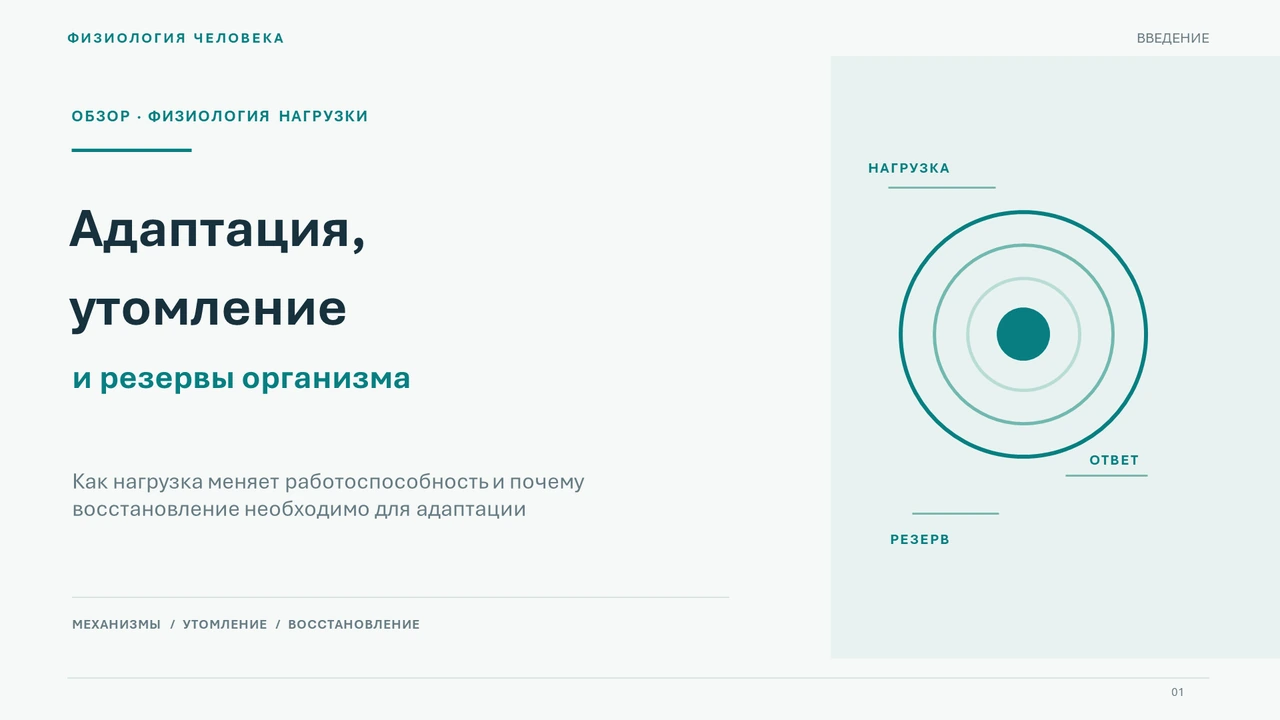 ФИЗИОЛОГИЯ ЧЕЛОВЕКА
ВВЕДЕНИЕ
ОБЗОР · ФИЗИОЛОГИЯ НАГРУЗКИ
Адаптация,
утомление
и резервы организма
Как нагрузка меняет работоспособность и почему
восстановление необходимо для адаптации
МЕХАНИЗМЫ / УТОМЛЕНИЕ / ВОССТАНОВЛЕНИЕ
НАГРУЗКА
ОТВЕТ
РЕЗЕРВ
01